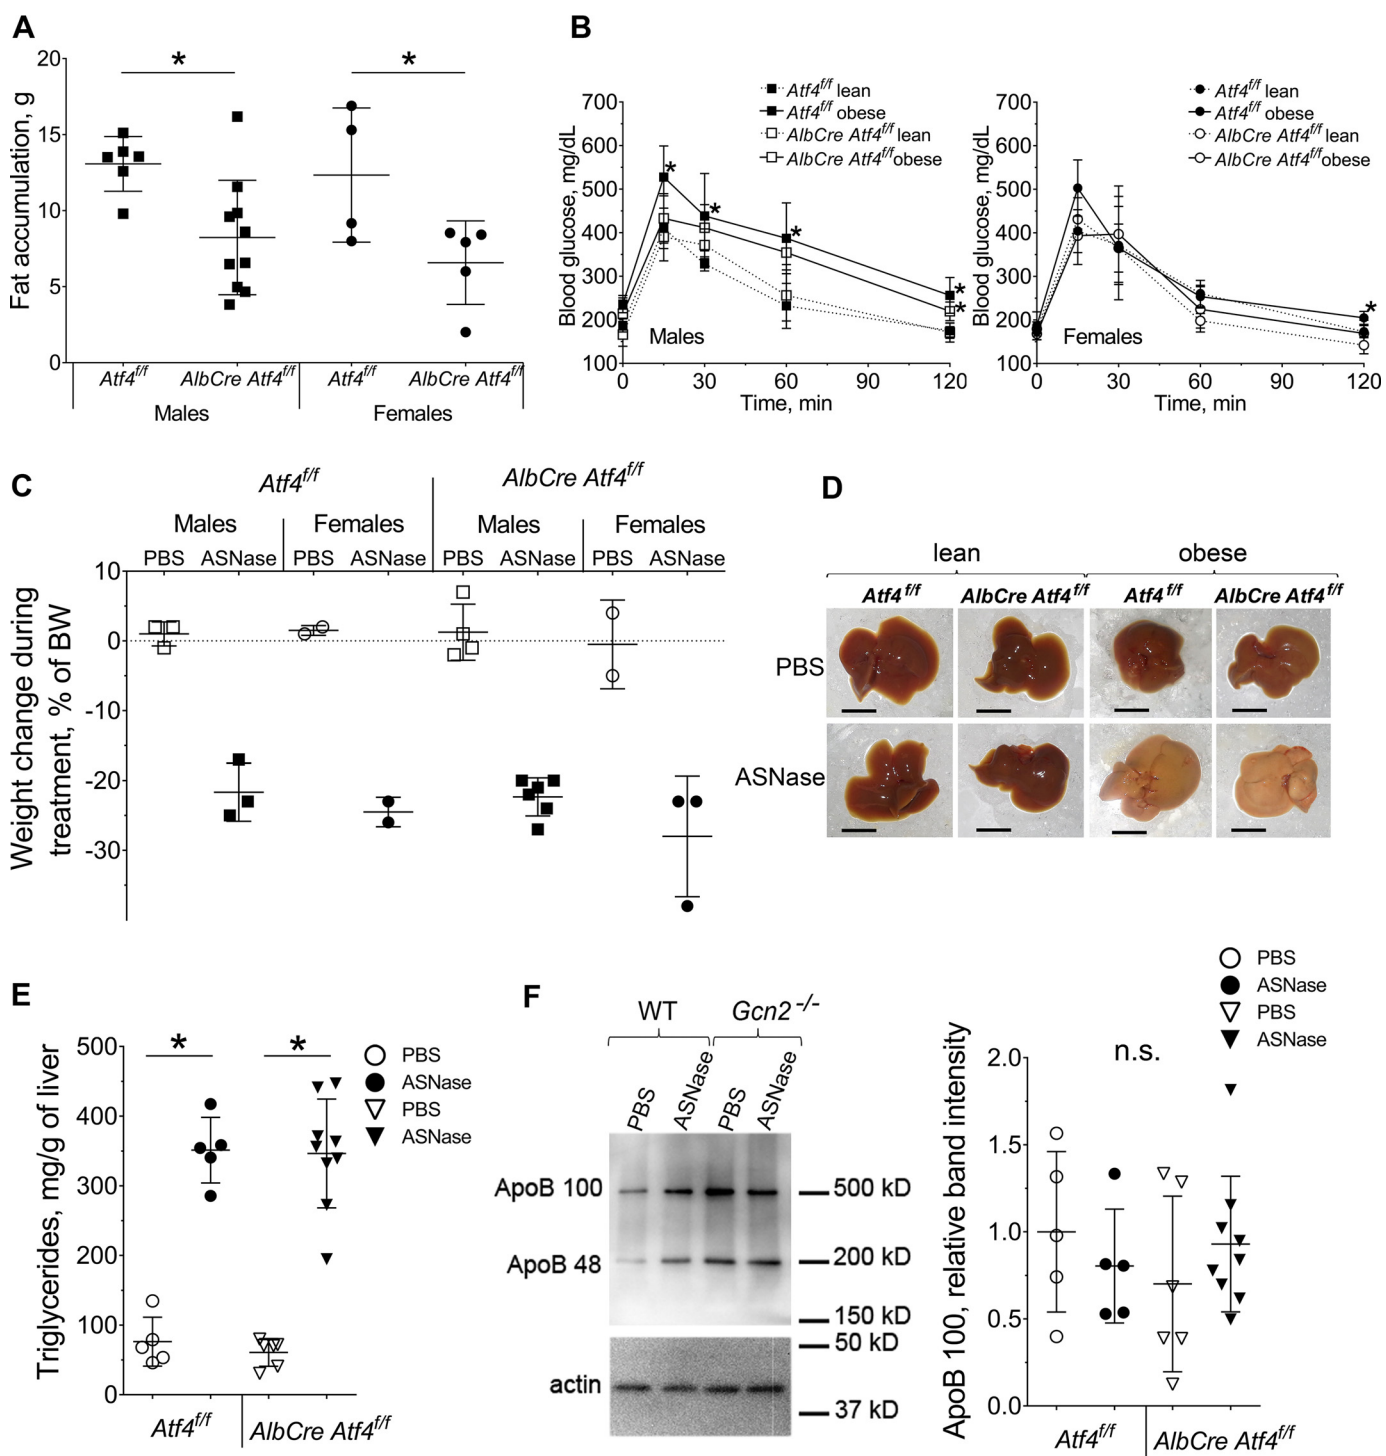 A
Fat accumulation, g
20
15
10
5
0
*
*
Atf4f/f
AlbCre Atf4f/f
Atf4f/f
AlbCre Atf4f/f
Males
Females
B
Blood glucose, mg/dL
700
600
500
400
300
200
100
Atf4f/f lean
Atf4f/f obese
AlbCre Atf4f/f lean
AlbCre Atf4f/f obese
*
*
*
*
*
Males
0
30
60
90
120
Time, min
Blood glucose, mg/dL
700
600
500
400
300
200
100
Atf4f/f lean
Atf4f/f obese
AlbCre Atf4f/f lean
AlbCre Atf4f/f obese
*
Females
0
30
60
90
120
Time, min
C
Atf4f/f
AlbCre Atf4f/f
Males
Females
Males
Females
PBS
ASNase
PBS
ASNase
PBS
ASNase
PBS
ASNase
Weight change during
treatment, % of BW
10
0
-10
-20
-30
D
lean
obese
Atf4 f/f
AlbCre Atf4f/f
Atf4 f/f
AlbCre Atf4f/f
PBS
ASNase
E
Triglycerides, mg/g of liver
500
400
300
200
100
0
*
*
PBS
ASNase
PBS
ASNase
Atf4f/f
AlbCre Atf4f/f
F
WT
Gcn2 -/-
PBS
ASNase
PBS
ASNase
ApoB 100
ApoB 48
actin
500 kD
200 kD
150 kD
50 kD
37 kD
PBS
ASNase
PBS
ASNase
n.s.
ApoB 100, relative band intensity
2.0
1.5
1.0
0.5
0.0
Atf4f/f
AlbCre Atf4f/f